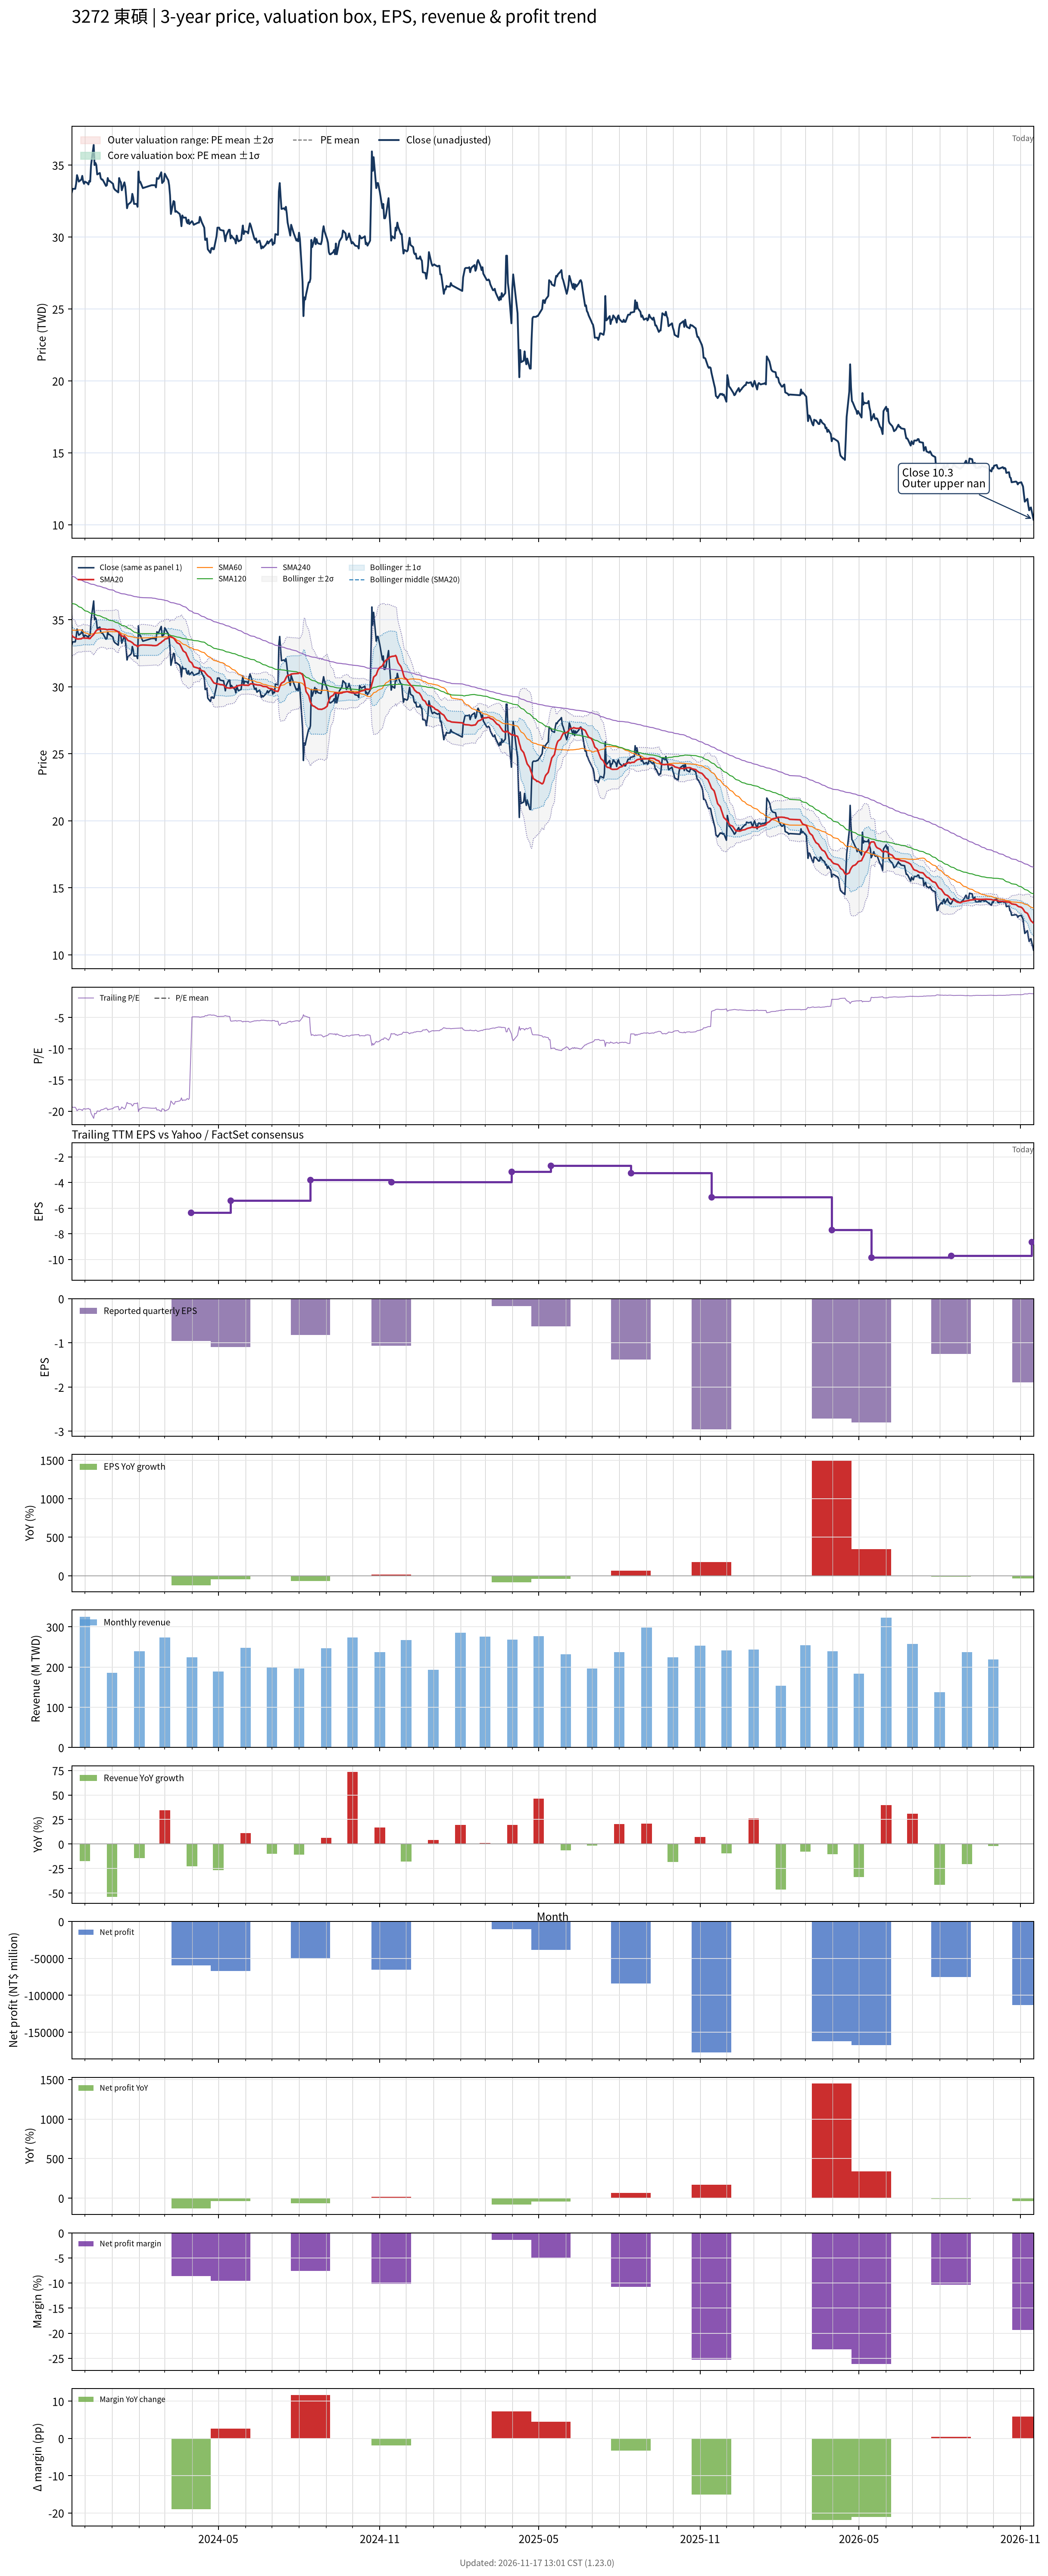 3272 東碩 | 3-year price, valuation box, EPS, revenue & profit trend
Outer valuation range: PE mean ±2σ
PE mean
Close (unadjusted)
Core valuation box: PE mean ±1σ
Today
35
30
25
20
15
10
Price (TWD)
Close 10.3
Outer upper nan
Close (same as panel 1)
SMA60
SMA240
Bollinger ±1σ
SMA20
SMA120
Bollinger ±2σ
Bollinger middle (SMA20)
35
30
25
20
15
10
Price
Trailing P/E
P/E mean
-5
-10
-15
-20
P/E
Trailing TTM EPS vs Yahoo / FactSet consensus
Today
-2
-4
-6
-8
-10
EPS
Reported quarterly EPS
0
-1
-2
-3
EPS
EPS YoY growth
1500
1000
500
0
YoY (%)
Monthly revenue
300
200
100
0
Revenue (M TWD)
Revenue YoY growth
75
50
25
0
-25
-50
YoY (%)
Month
Net profit
0
-50000
-100000
-150000
Net profit (NT$ million)
Net profit YoY
1500
1000
500
0
YoY (%)
Net profit margin
0
-5
-10
-15
-20
-25
Margin (%)
Margin YoY change
10
0
-10
-20
Δ margin (pp)
2024-05
2024-11
2025-05
2025-11
2026-05
2026-11
Updated: 2026-11-17 13:01 CST (1.23.0)